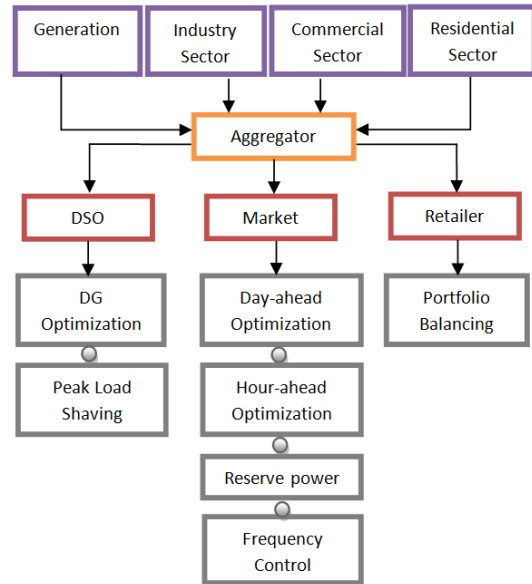 Generation
Industry
Sector
Commercial
Sector
Residential
Sector
Aggregator
DSO
Market
Retailer
DG
Optimization
Day-ahead
Optimization
Portfolio
Balancing
Peak Load
Shaving
Hour-ahead
Optimization
Reserve power
Frequency
Control